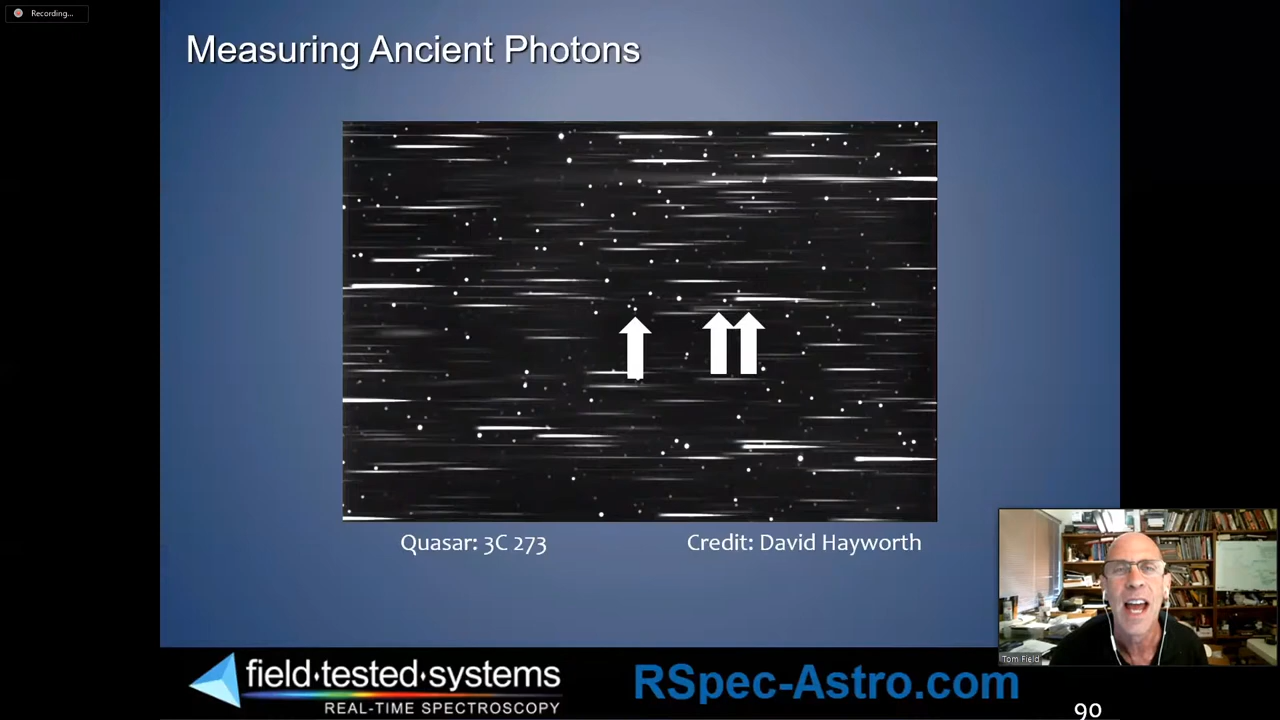 Recording...
Measuring Ancient Photons
Quasar: 3C 273
Credit: David Hayworth
Tom Field
field·tested·systems
REAL-TIME SPECTROSCOPY
RSpec-Astro.com
90